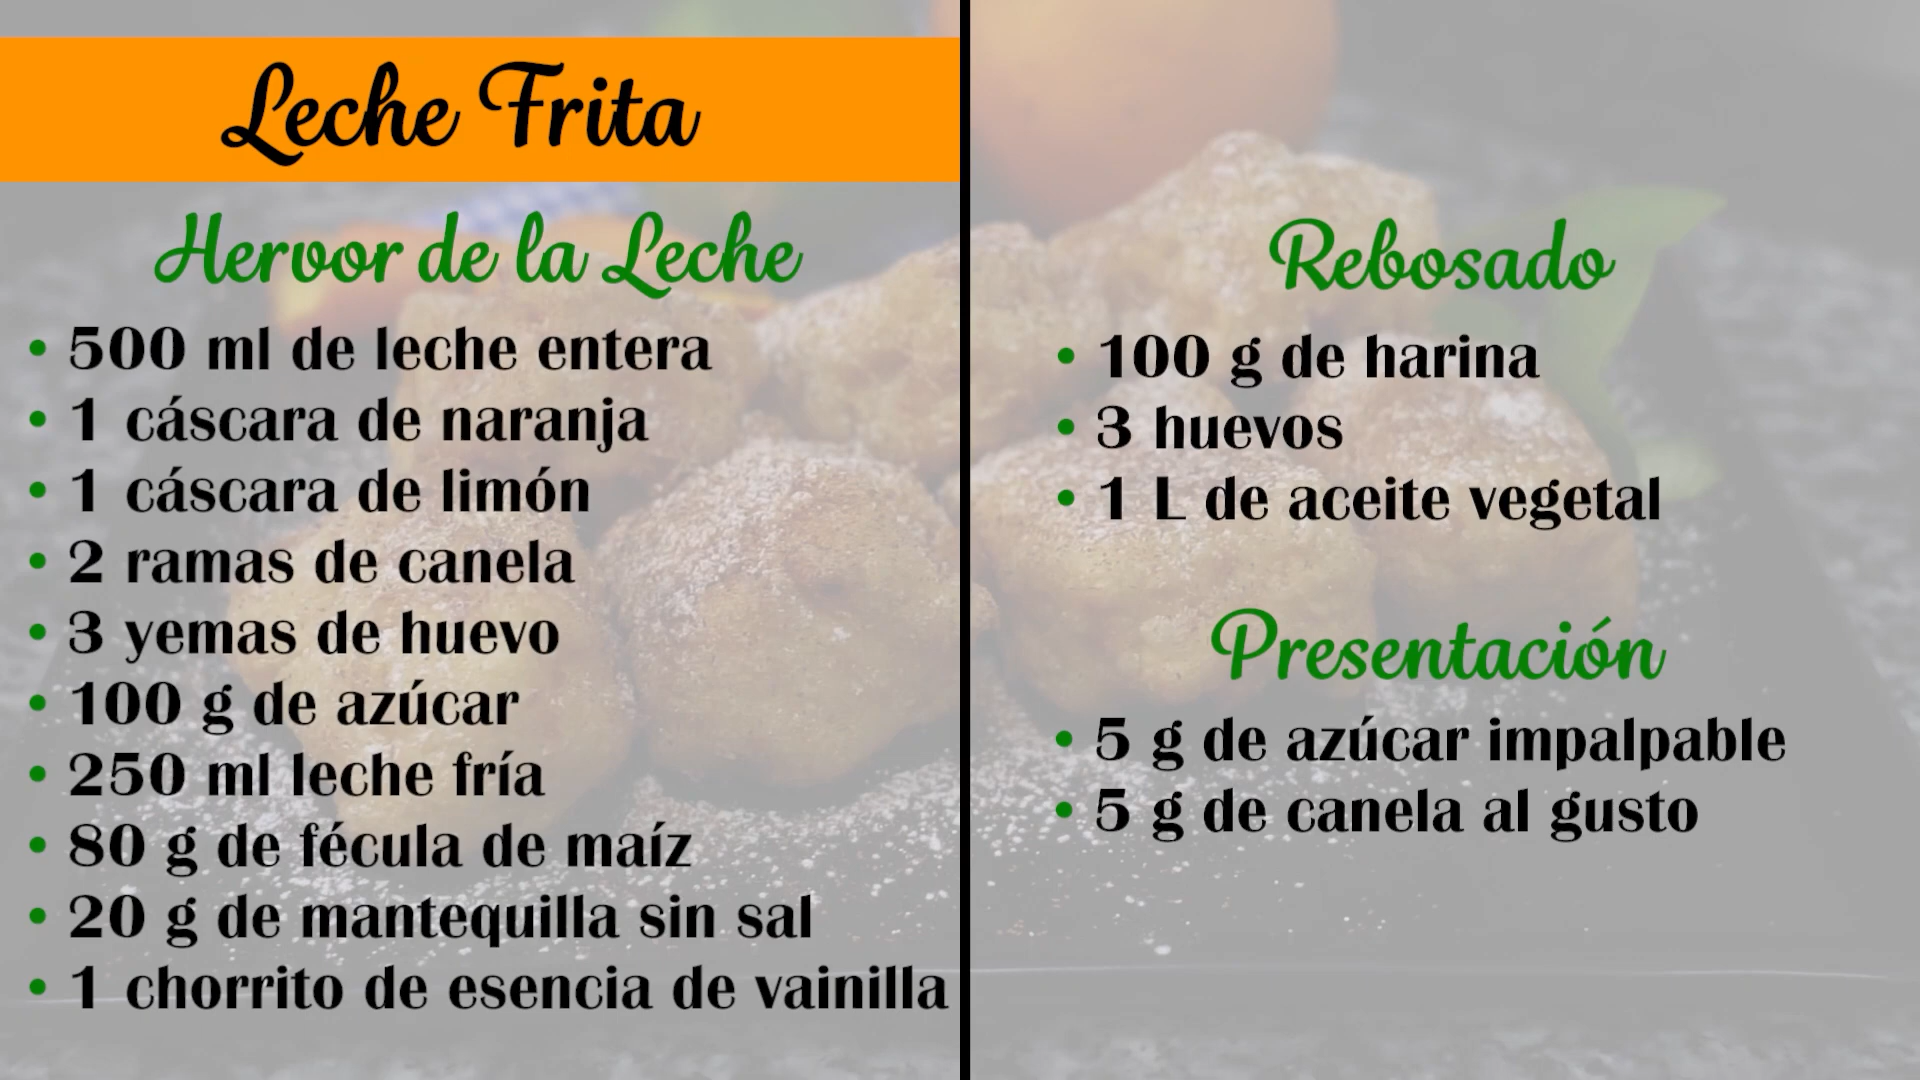 Leche Frita
Hervor de la Leche
• 500 ml de leche entera
• 1 cáscara de naranja
• 1 cáscara de limón
• 2 ramas de canela
• 3 yemas de huevo
• 100 g de azúcar
• 250 ml leche fría
• 80 g de fécula de maíz
• 20 g de mantequilla sin sal
• 1 chorrito de esencia de vainilla
Rebosado
• 100 g de harina
• 3 huevos
• 1 L de aceite vegetal
Presentación
• 5 g de azúcar impalpable
• 5 g de canela al gusto